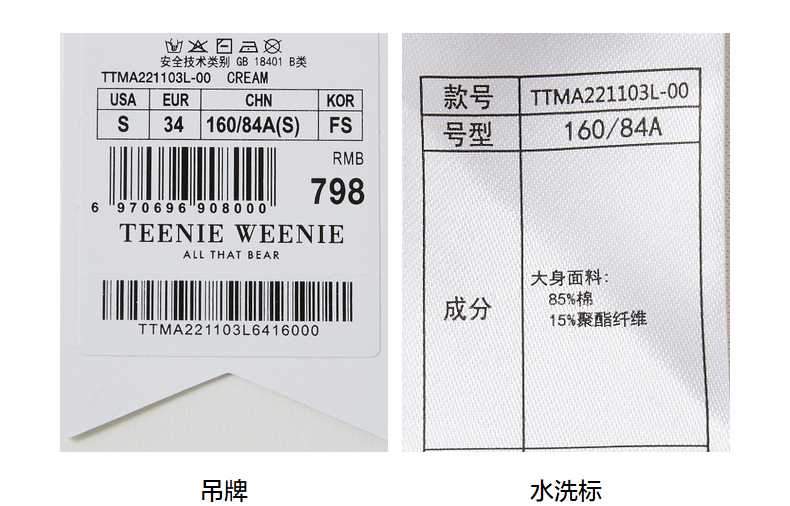 安全技术类别 GB 18401 B类
TTMA221103L-00 CREAM
USA EUR CHN KOR
S 34 160/84A(S) FS
RMB
798
6 970696 908000
TEENIE WEENIE
ALL THAT BEAR
TTMA221103L6416000
吊牌
款号 TTMA221103L-00
号型 160/84A
成分
大身面料:
85%棉
15%聚酯纤维
水洗标